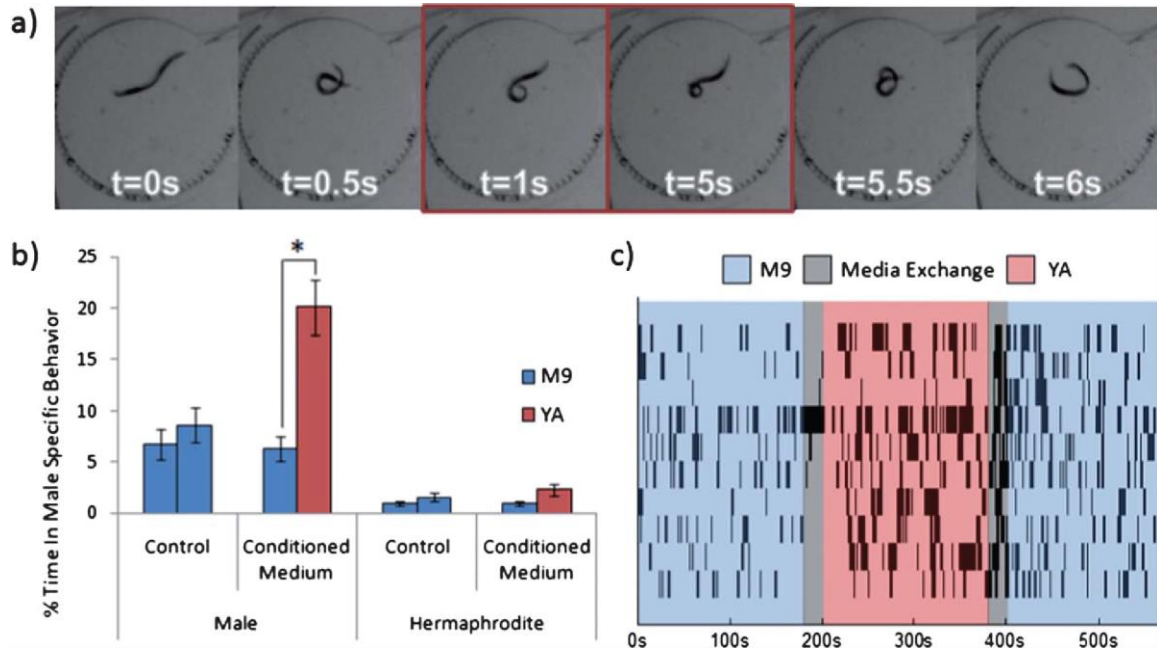 a)
t=0s t=0.5s t=1s t=5s t=5.5s t=6s
b)
% Time In Male Specific Behavior
25
20
15
10
5
0
*
M9
YA
Control Conditioned Medium Control Conditioned Medium
Male Hermaphrodite
c)
M9 Media Exchange YA
0s 100s 200s 300s 400s 500s